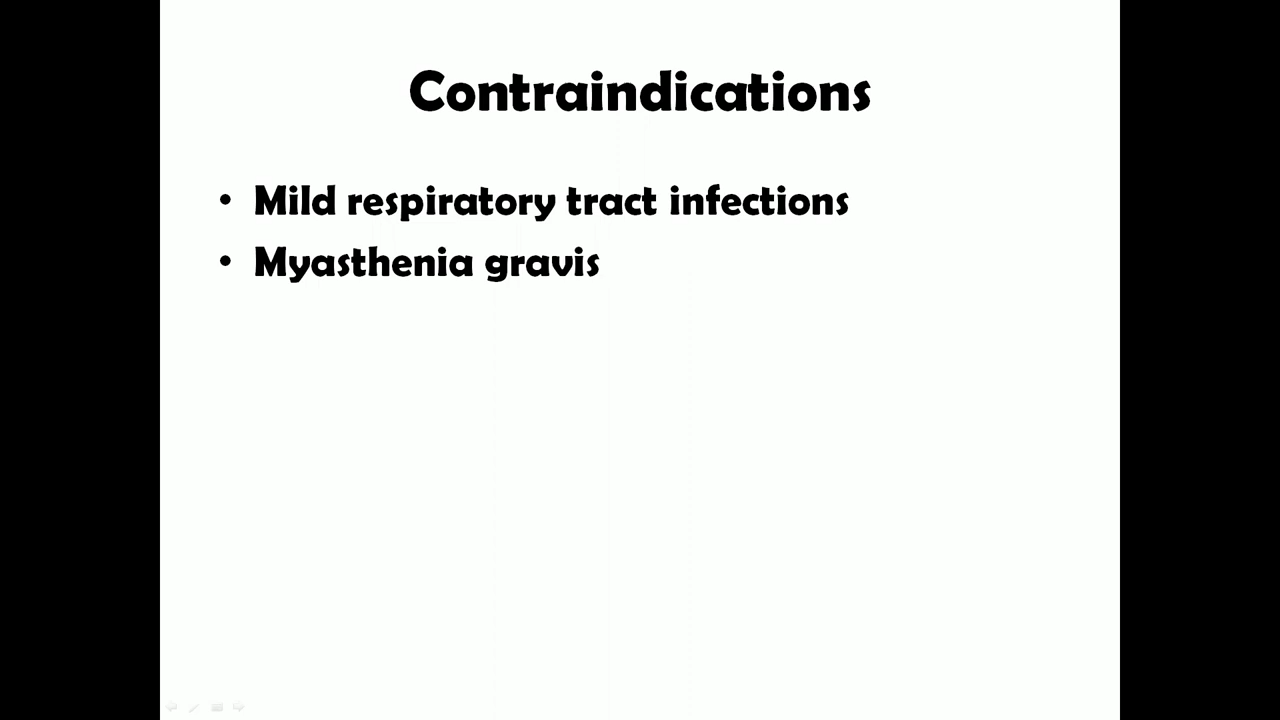 Contraindications
• Mild respiratory tract infections
• Myasthenia gravis